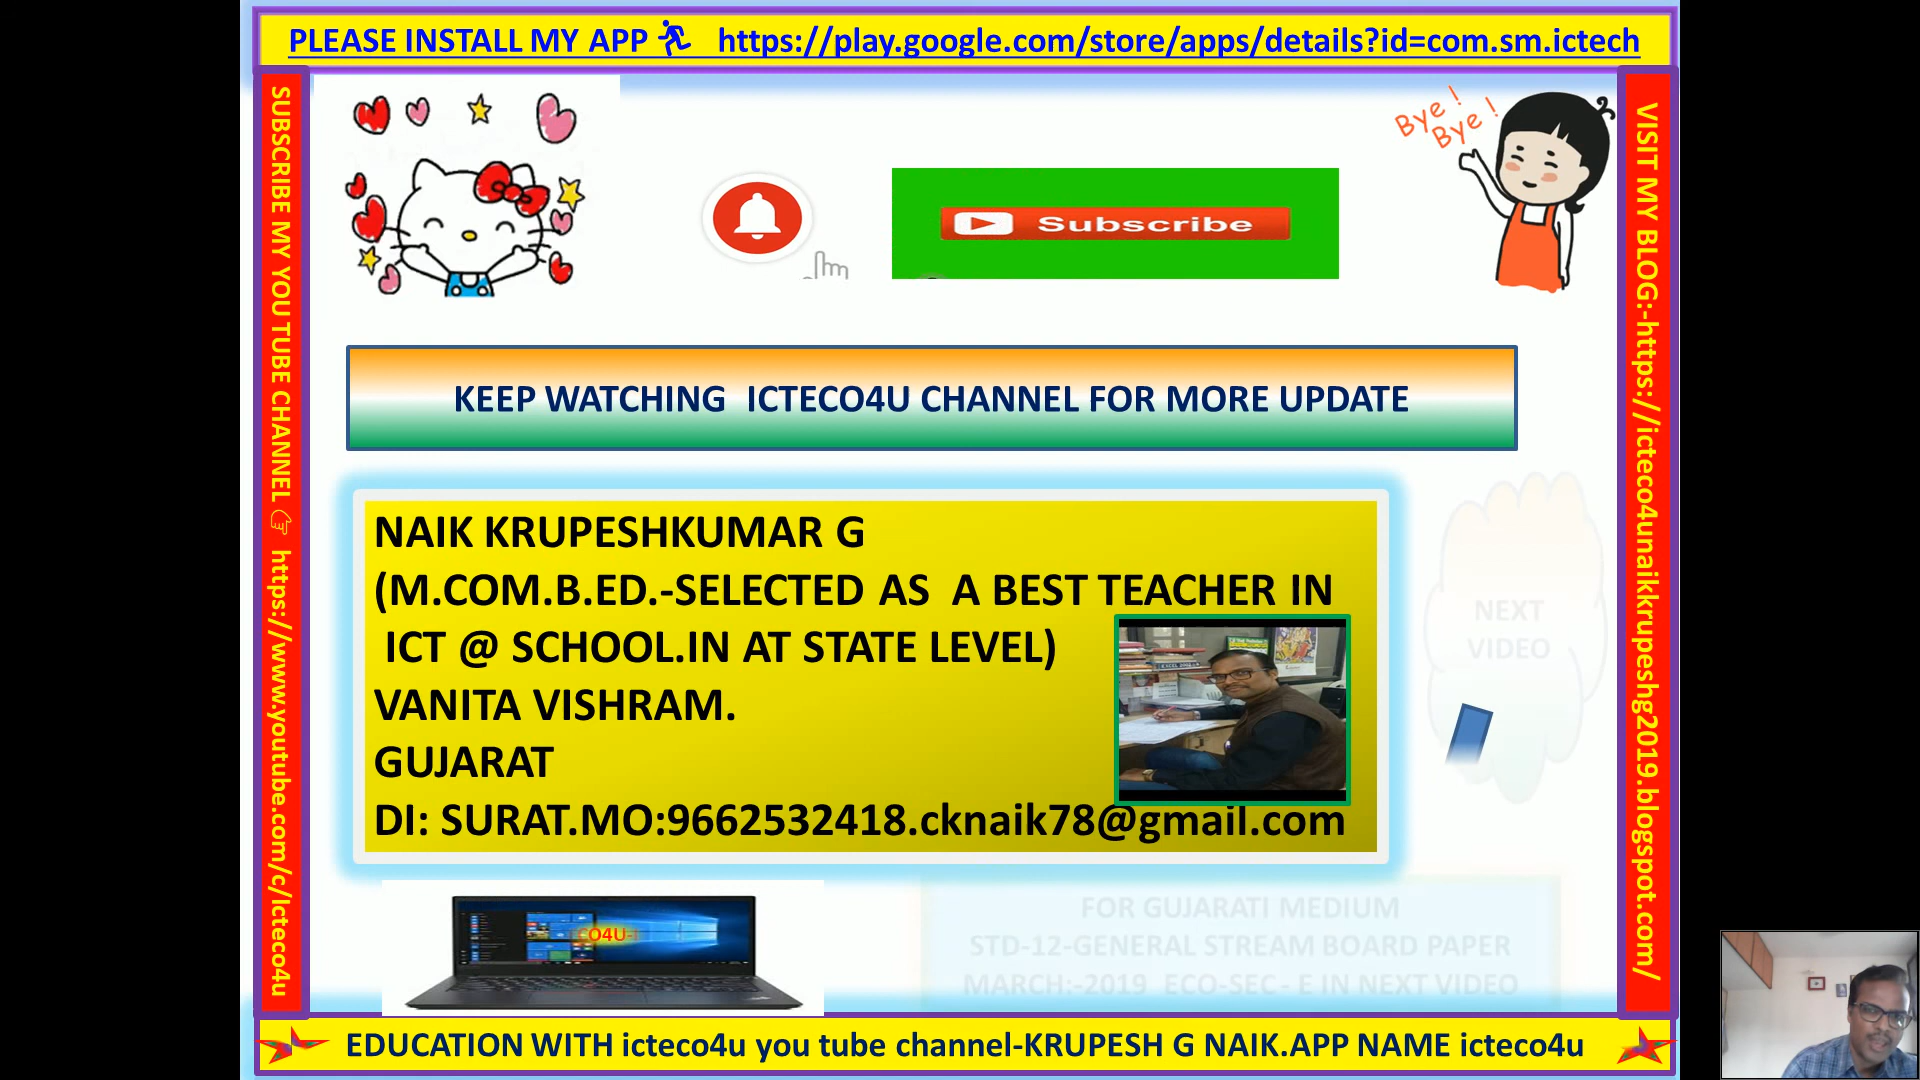 PLEASE INSTALL MY APP https://play.google.com/store/apps/details?id=com.sm.ictech
SUBSCRIBE MY YOU TUBE CHANNEL https://www.youtube.com/c/Icteco4u
Bye !
Bye !
Subscribe
VISIT MY BLOG:-https://icteco4unaikkrupeshg2019.blogspot.com/
KEEP WATCHING ICTECO4U CHANNEL FOR MORE UPDATE
NAIK KRUPESHKUMAR G
(M.COM.B.ED.-SELECTED AS A BEST TEACHER IN
ICT @ SCHOOL.IN AT STATE LEVEL)
VANITA VISHRAM.
GUJARAT
DI: SURAT.MO:9662532418.cknaik78@gmail.com
NEXT
VIDEO
CO4U-
FOR GUJARATI MEDIUM
STD-12-GENERAL STREAM BOARD PAPER
MARCH:-2019 ECO-SEC- E IN NEXT VIDEO
EDUCATION WITH icteco4u you tube channel-KRUPESH G NAIK.APP NAME icteco4u